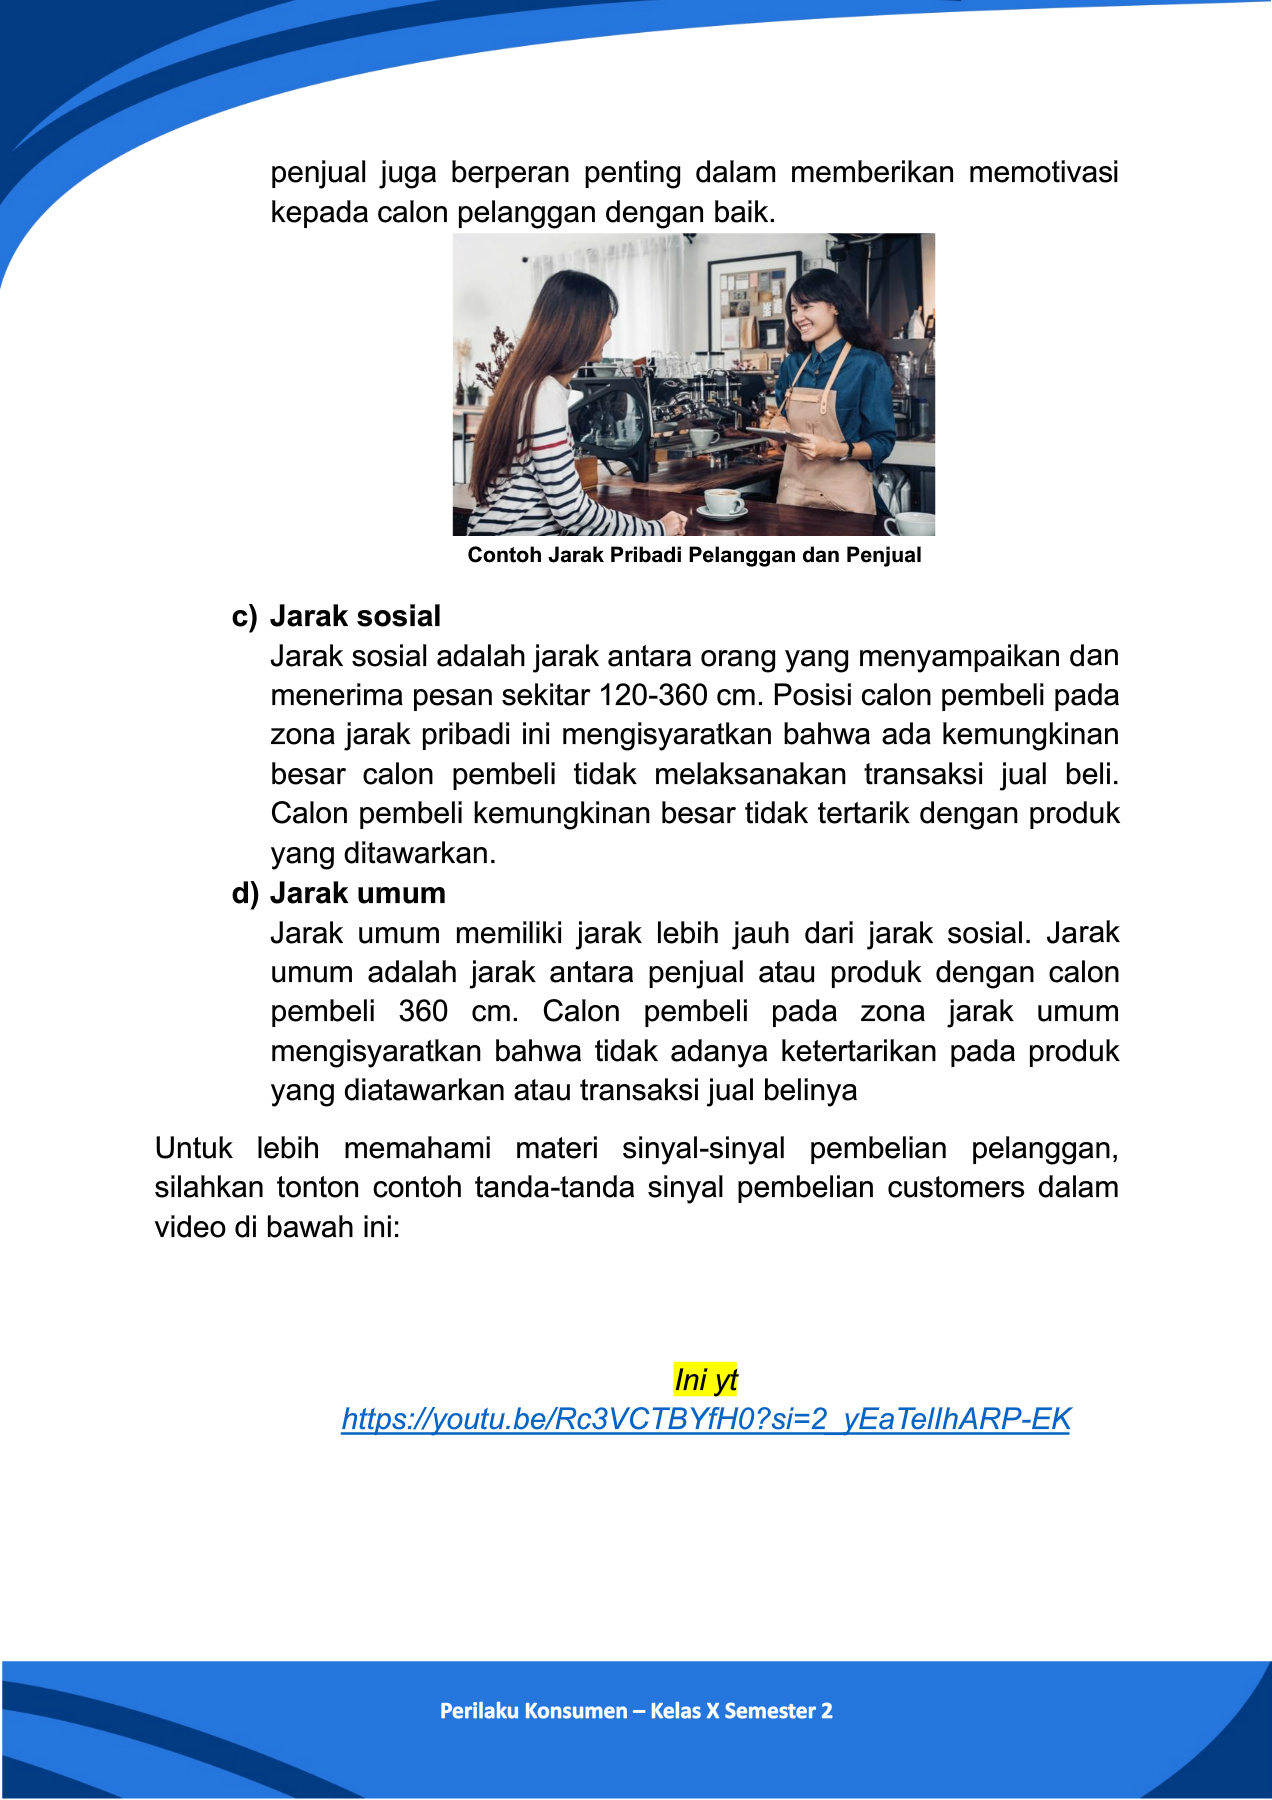 penjual juga berperan penting dalam memberikan memotivasi
kepada calon pelanggan dengan baik.
Contoh Jarak Pribadi Pelanggan dan Penjual
c) Jarak sosial
Jarak sosial adalah jarak antara orang yang menyampaikan dan
menerima pesan sekitar 120-360 cm. Posisi calon pembeli pada
zona jarak pribadi ini mengisyaratkan bahwa ada kemungkinan
besar calon pembeli tidak melaksanakan transaksi jual beli.
Calon pembeli kemungkinan besar tidak tertarik dengan produk
yang ditawarkan.
d) Jarak umum
Jarak umum memiliki jarak lebih jauh dari jarak sosial. Jarak
umum adalah jarak antara penjual atau produk dengan calon
pembeli 360 cm. Calon pembeli pada zona jarak umum
mengisyaratkan bahwa tidak adanya ketertarikan pada produk
yang diatawarkan atau transaksi jual belinya
Untuk lebih memahami materi sinyal-sinyal pembelian pelanggan,
silahkan tonton contoh tanda-tanda sinyal pembelian customers dalam
video di bawah ini:
Ini yt
https://youtu.be/Rc3VCTBYfH0?si=2_yEaTelIhARP-EK
Perilaku Konsumen – Kelas X Semester 2